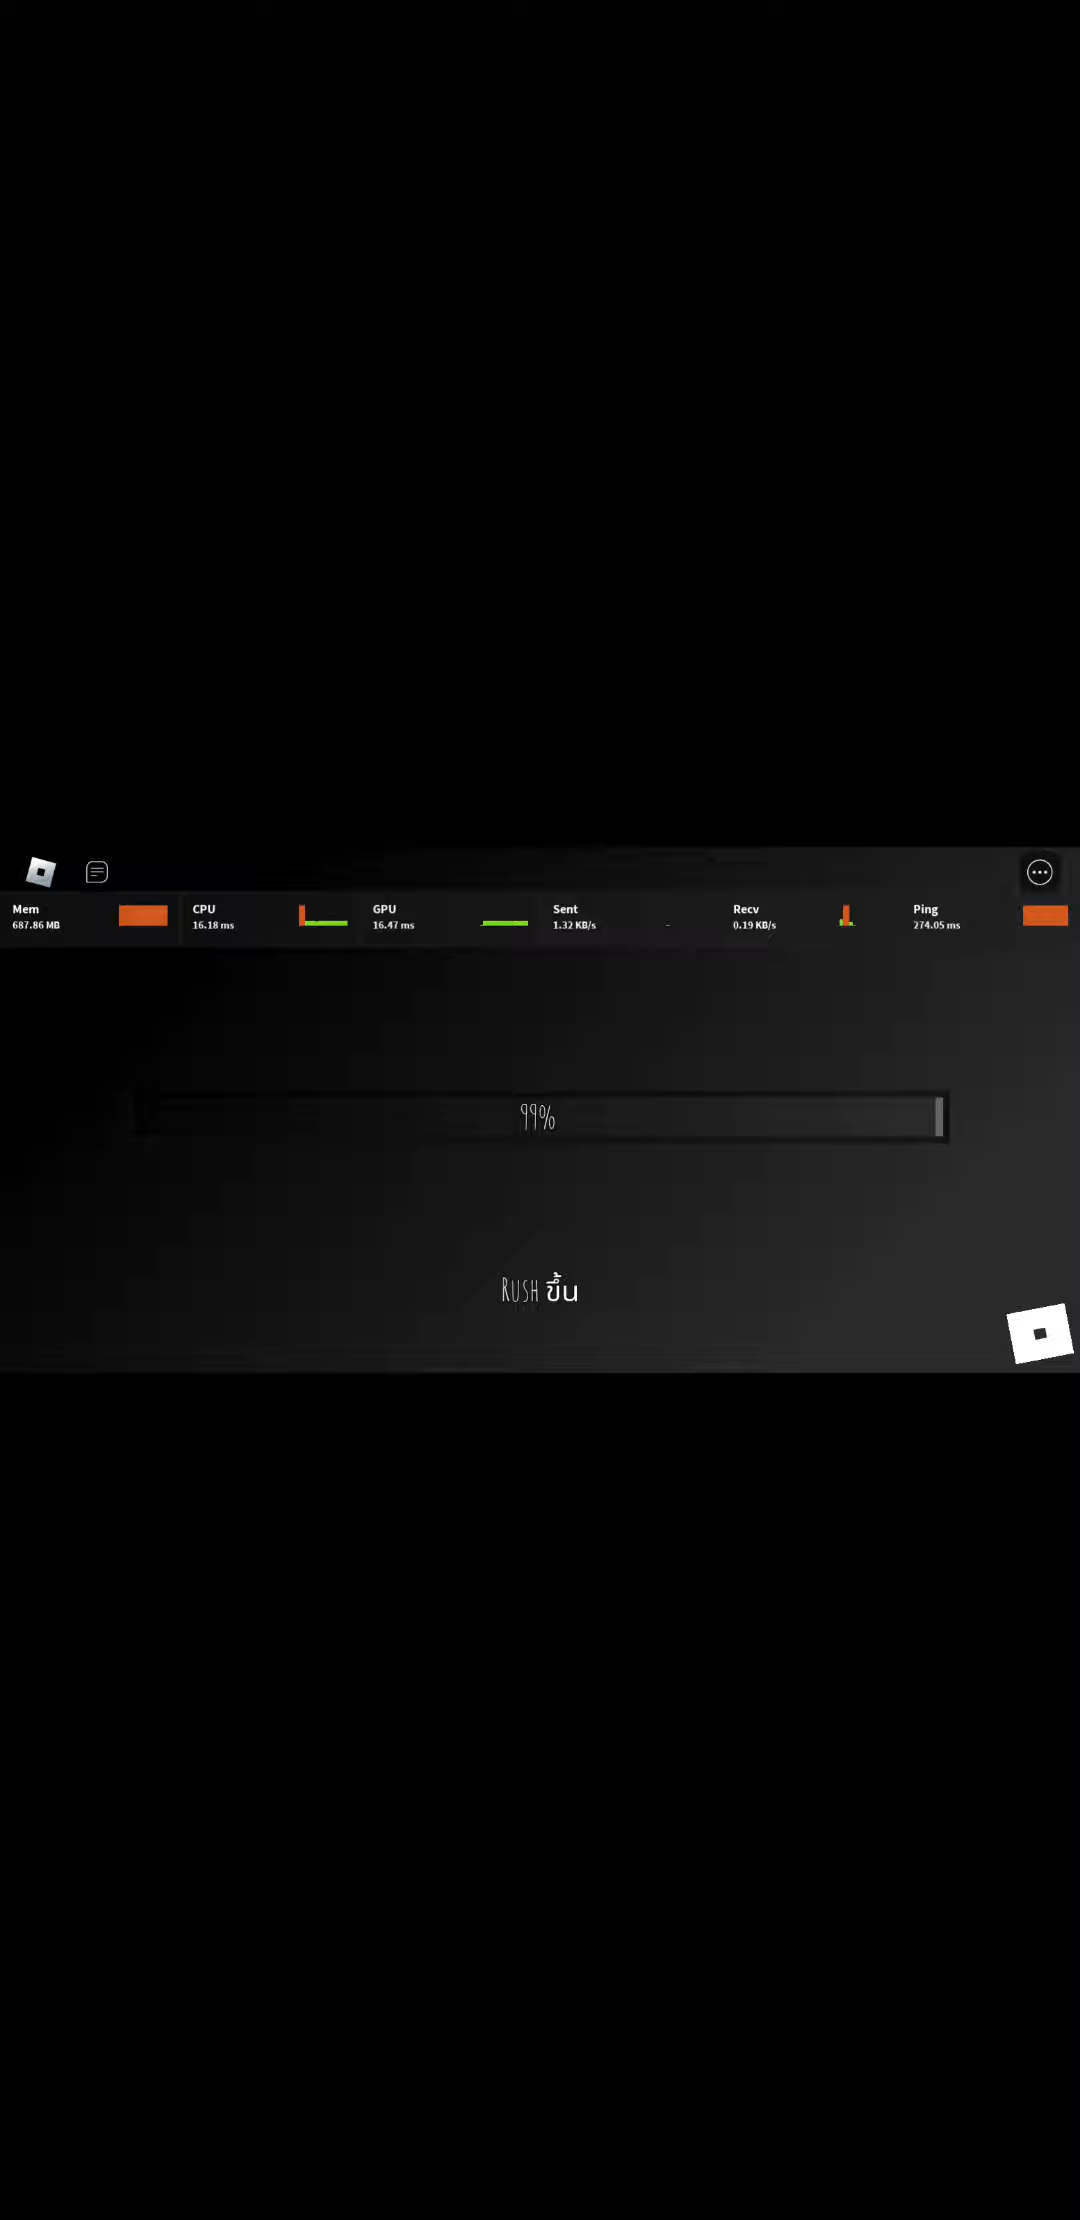 Mem CPU GPU Sent Recv Ping
687.86 MB 16.18 ms 16.47 ms 1.32 KB/s 0.19 KB/s 274.05 ms
99%
RUSH ขึ้น